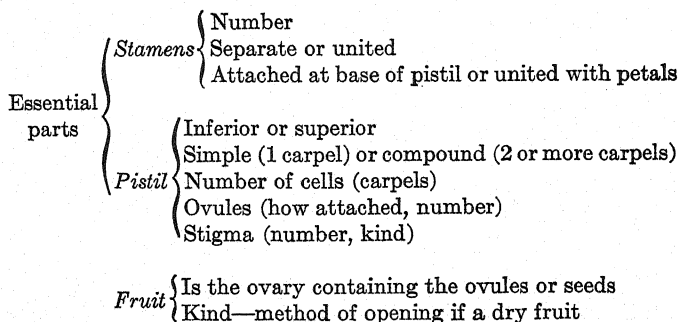 Number
Stamens Separate or united
Attached at base of pistil or united with petals
Essential parts
Inferior or superior
Simple (1 carpel) or compound (2 or more carpels)
Pistil Number of cells (carpels)
Ovules (how attached, number)
Stigma (number, kind)
Fruit Is the ovary containing the ovules or seeds
Kind—method of opening if a dry fruit